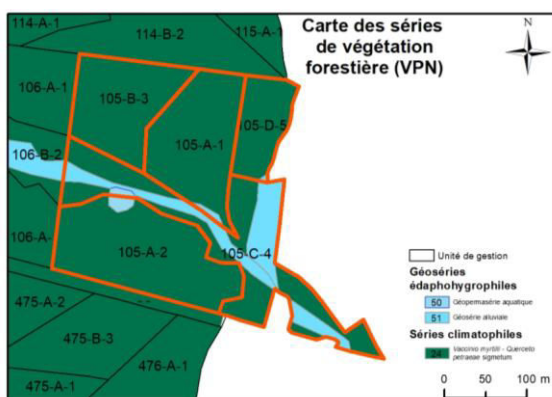 Carte des séries
de végétation
forestière (VPN)
N
114-A-1
114-B-2
115-A-1
106-A-1
105-B-3
105-D-5
105-A-1
106-B-2
106-A-
105-A-2
105-C-4
475-A-2
475-B-3
476-A-1
475-A-1
Unité de gestion
Géoséries
édaphohygrophiles
50 Géopermasérie aquatique
51 Géosérie alluviale
Séries climatophiles
24 Vaccinio myrtilli - Querceto
petraeae sigmetum
0 50 100 m